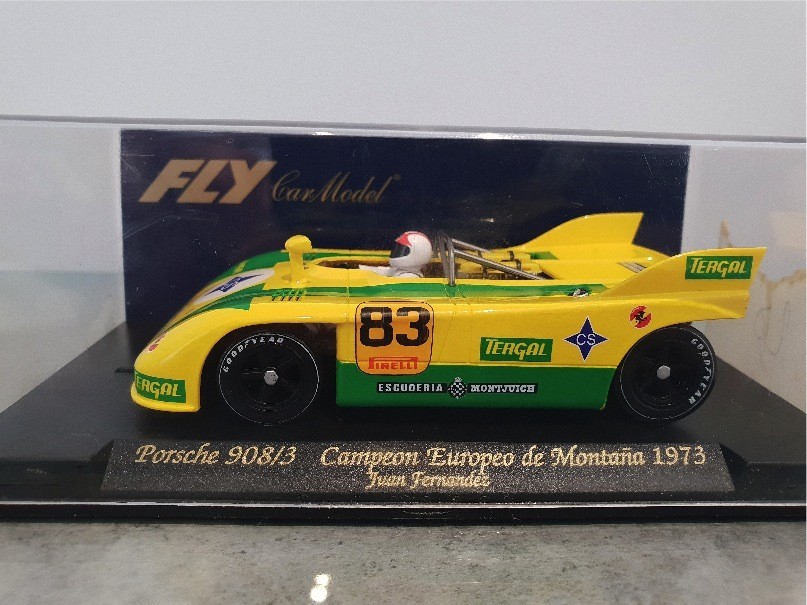 FLY Car Model
TERGAL
83
PIRELLI
TERGAL
CS
TERGAL
GOODYEAR
GOODYEAR
ESCUDERIA MONTJUICH
Porsche 908/3 Campeon Europeo de Montaña 1973
Juan Fernandez